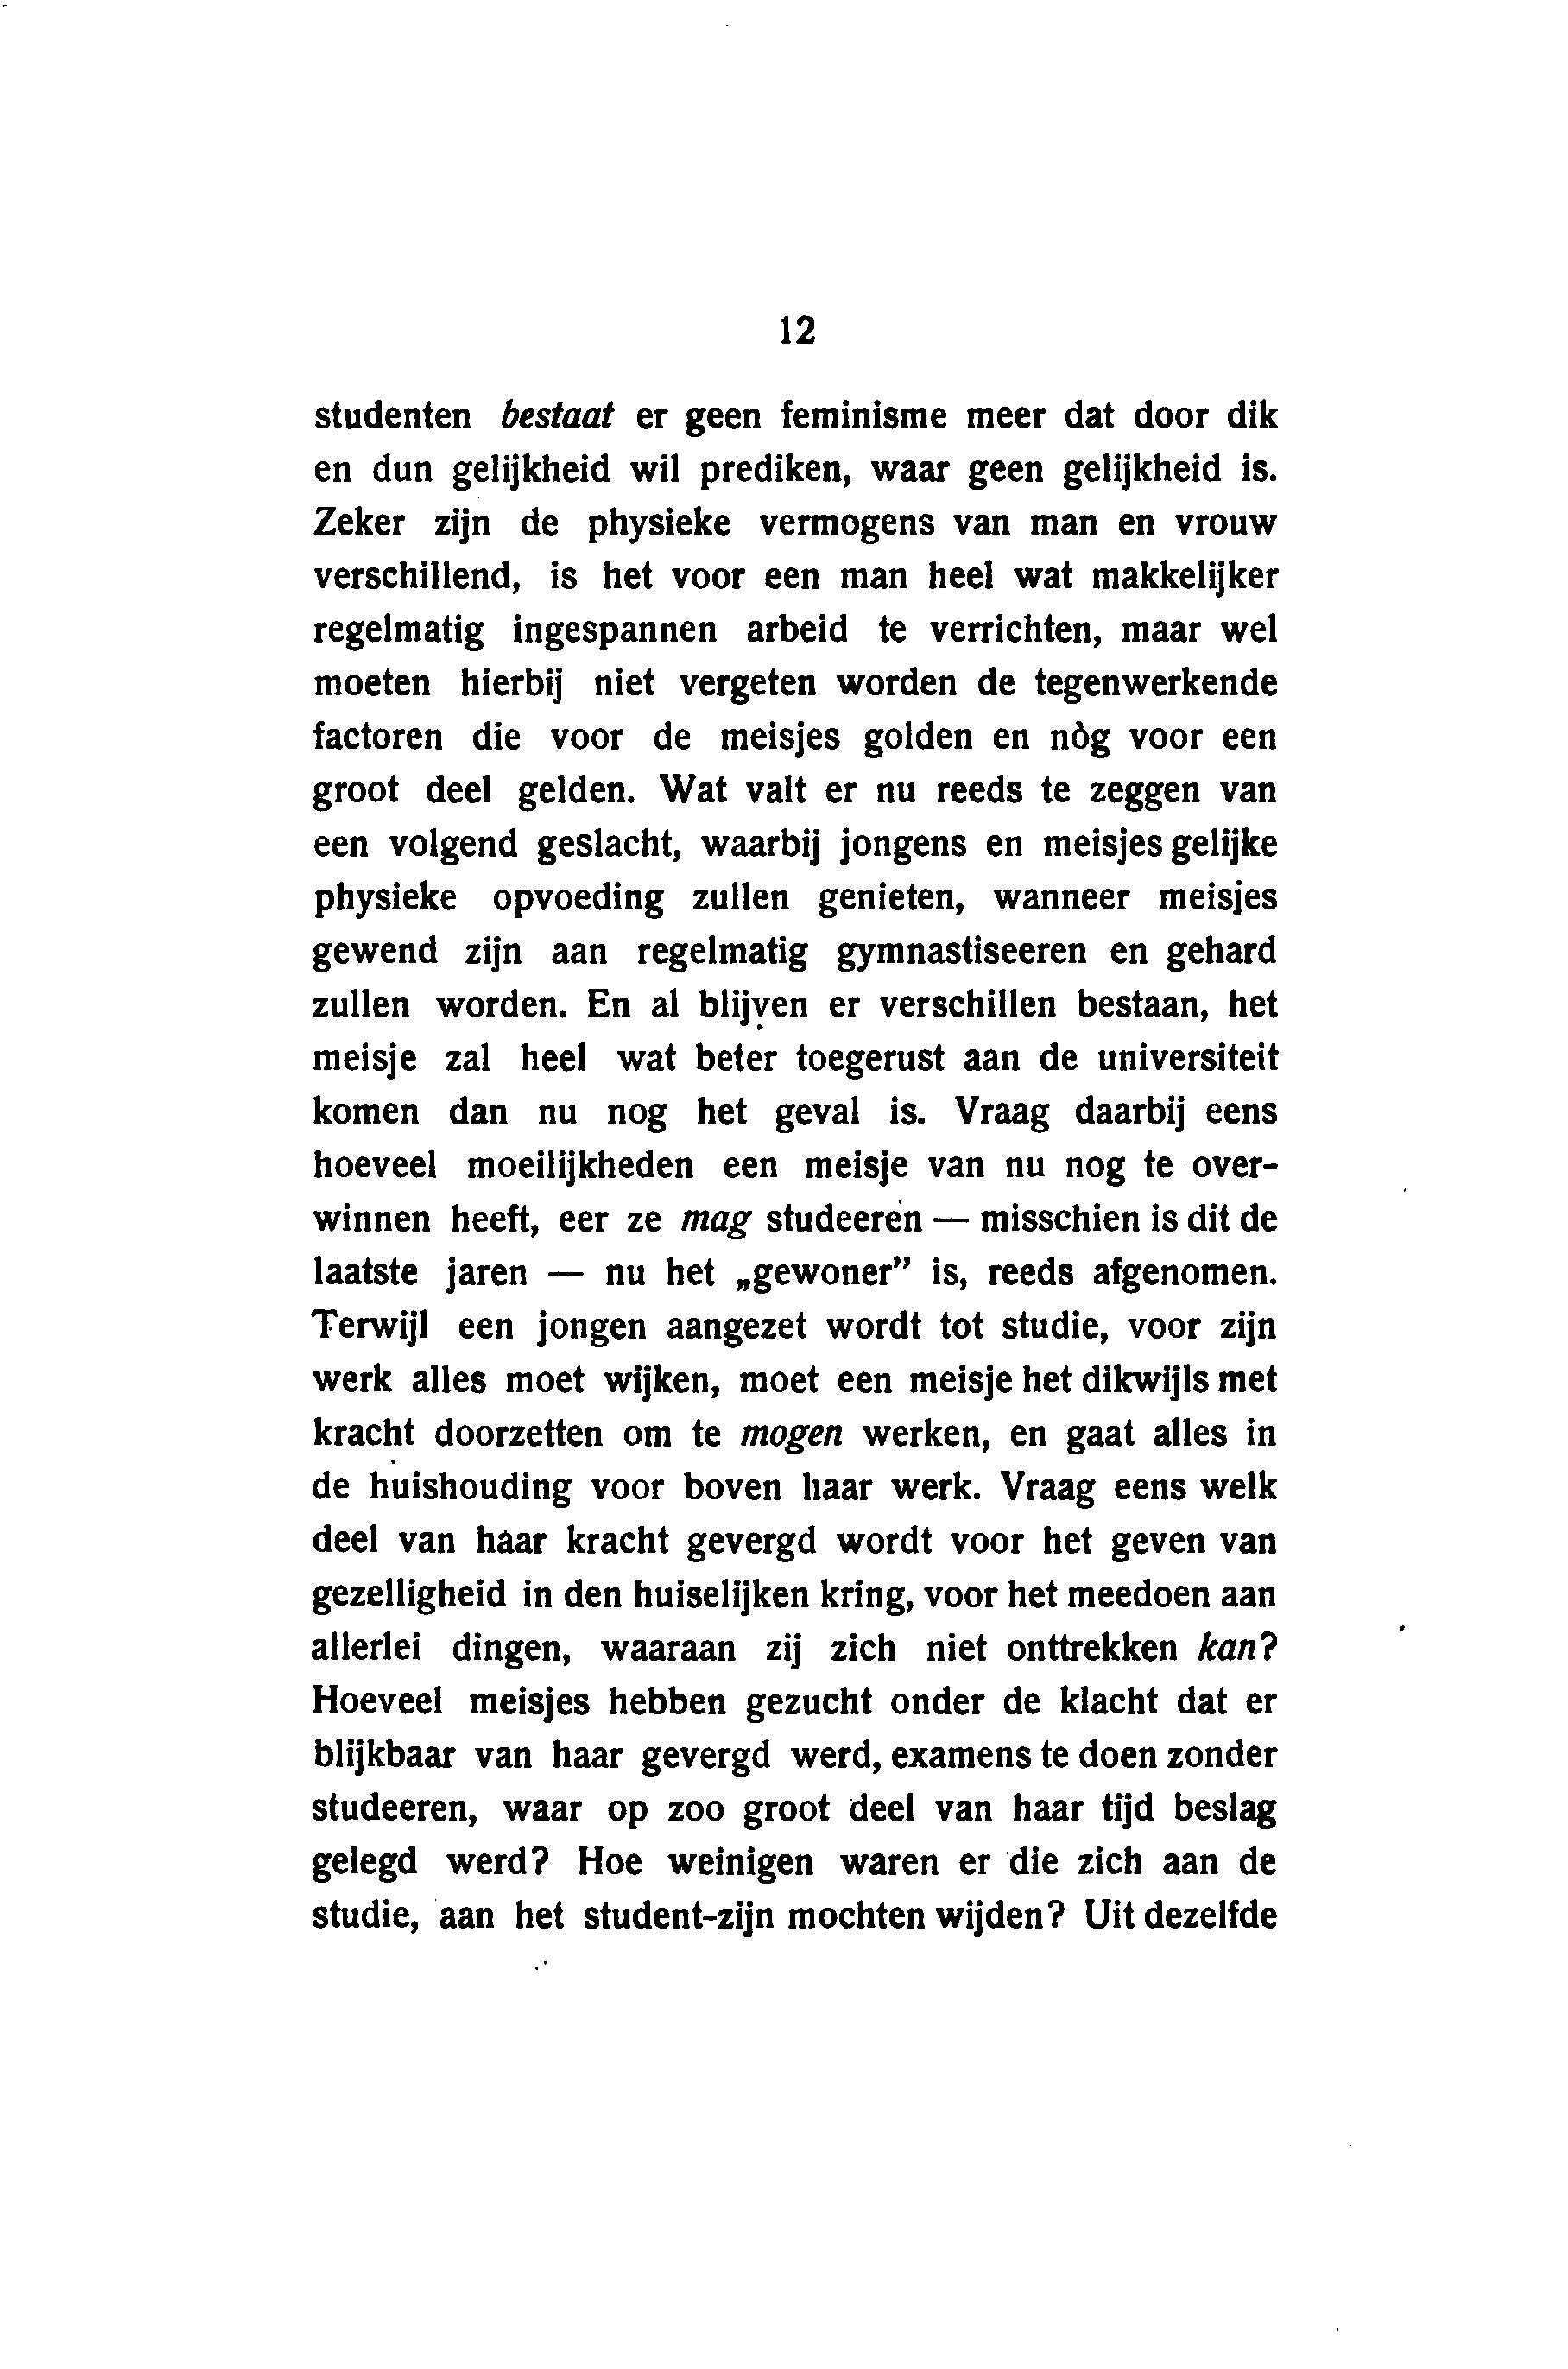 12
studenten bestaat er geen feminisme meer dat door dik
en dun gelijkheid wil prediken, waar geen gelijkheid is.
Zeker zijn de physieke vermogens van man en vrouw
verschillend, is het voor een man heel wat makkelijker
regelmatig ingespannen arbeid te verrichten, maar wel
moeten hierbij niet vergeten worden de tegenwerkende
factoren die voor de meisjes golden en nòg voor een
groot deel gelden. Wat valt er nu reeds te zeggen van
een volgend geslacht, waarbij jongens en meisjes gelijke
physieke opvoeding zullen genieten, wanneer meisjes
gewend zijn aan regelmatig gymnastiseeren en gehard
zullen worden. En al blijven er verschillen bestaan, het
meisje zal heel wat beter toegerust aan de universiteit
komen dan nu nog het geval is. Vraag daarbij eens
hoeveel moeilijkheden een meisje van nu nog te over-
winnen heeft, eer ze mag studeeren — misschien is dit de
laatste jaren — nu het „gewoner” is, reeds afgenomen.
Terwijl een jongen aangezet wordt tot studie, voor zijn
werk alles moet wijken, moet een meisje het dikwijls met
kracht doorzetten om te mogen werken, en gaat alles in
de huishouding voor boven haar werk. Vraag eens welk
deel van haar kracht gevergd wordt voor het geven van
gezelligheid in den huiselijken kring, voor het meedoen aan
allerlei dingen, waaraan zij zich niet onttrekken kan?
Hoeveel meisjes hebben gezucht onder de klacht dat er
blijkbaar van haar gevergd werd, examens te doen zonder
studeeren, waar op zoo groot deel van haar tijd beslag
gelegd werd? Hoe weinigen waren er die zich aan de
studie, aan het student-zijn mochten wijden? Uit dezelfde